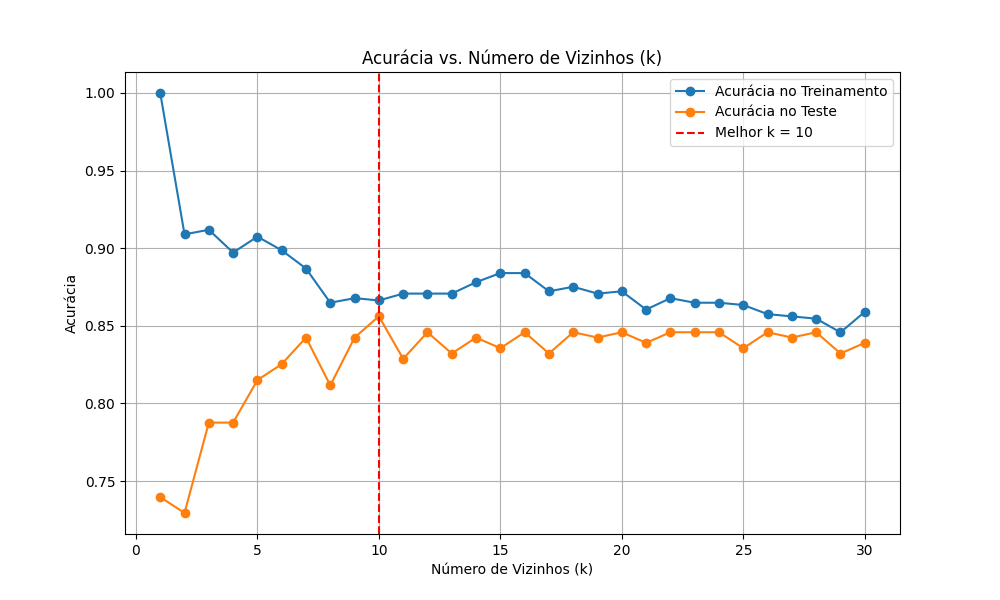 Acurácia vs. Número de Vizinhos (k)
Acurácia no Treinamento
Acurácia no Teste
Melhor k = 10
Acurácia
1.00
0.95
0.90
0.85
0.80
0.75
0 5 10 15 20 25 30
Número de Vizinhos (k)